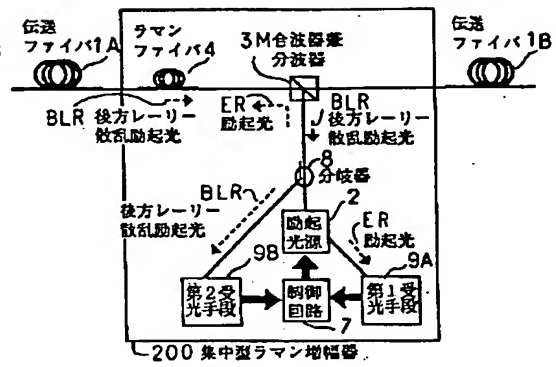 伝送
ファイバ1A
ラマン
ファイバ4
3M合波器兼
分波器
伝送
ファイバ1B
BLR 後方レーリー
散乱励起光
ER
励起光
BLR
後方レーリー
散乱励起光
8
分岐器
BLR
後方レーリー
散乱励起光
2
励起
光源
ER
励起光
9B
第2受
光手段
制御
回路
7
9A
第1受
光手段
200 集中型ラマン増幅器